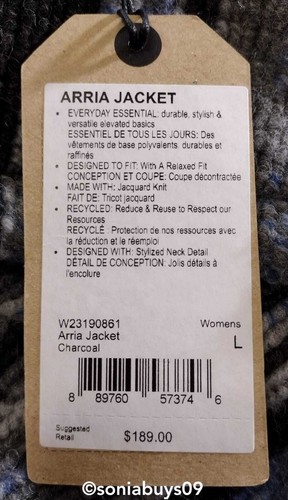 ARRIA JACKET
• EVERYDAY ESSENTIAL: durable, stylish &
versatile elevated basics
ESSENTIEL DE TOUS LES JOURS: Des
vêtements de base polyvalents, durables et
raffinés
• DESIGNED TO FIT: With A Relaxed Fit
CONCEPTION ET COUPE: Coupe décontractée
• MADE WITH: Jacquard Knit
FAIT DE: Tricot jacquard
• RECYCLED: Reduce & Reuse to Respect our
Resources
RECYCLÉ : Protection de nos ressources avec
la réduction et le réemploi
• DESIGNED WITH: Stylized Neck Detail
DÉTAIL DE CONCEPTION: Jolis détails à
l'encolure
W23190861 Womens
Arria Jacket L
Charcoal
8 89760 57374 6
Suggested
Retail $189.00
©soniabuys09